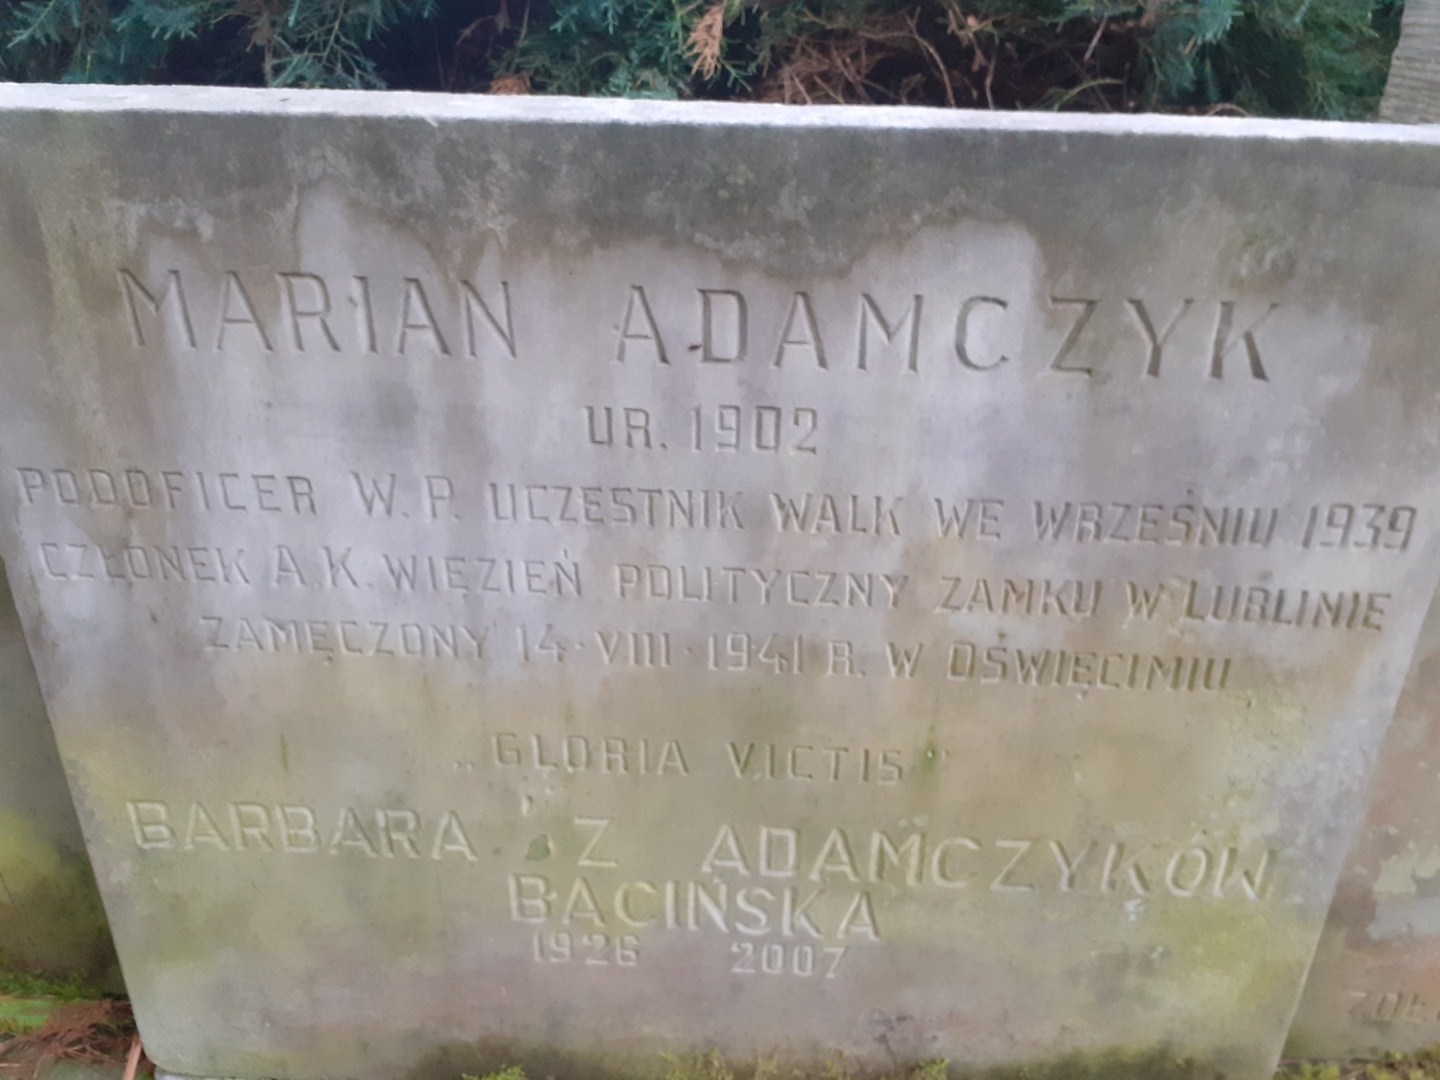 MARIAN ADAMCZYK
UR. 1902
PODOFICER W.P. UCZESTNIK WALK WE WRZEŚNIU 1939
CZŁONEK A.K. WIĘZIEŃ POLITYCZNY ZAMKU W LUBLINIE
ZAMĘCZONY 14·VIII·1941 R. W OŚWIĘCIMIU
„GLORIA VICTIS"
BARBARA Z ADAMCZYKÓW
BACIŃSKA
1926 2007